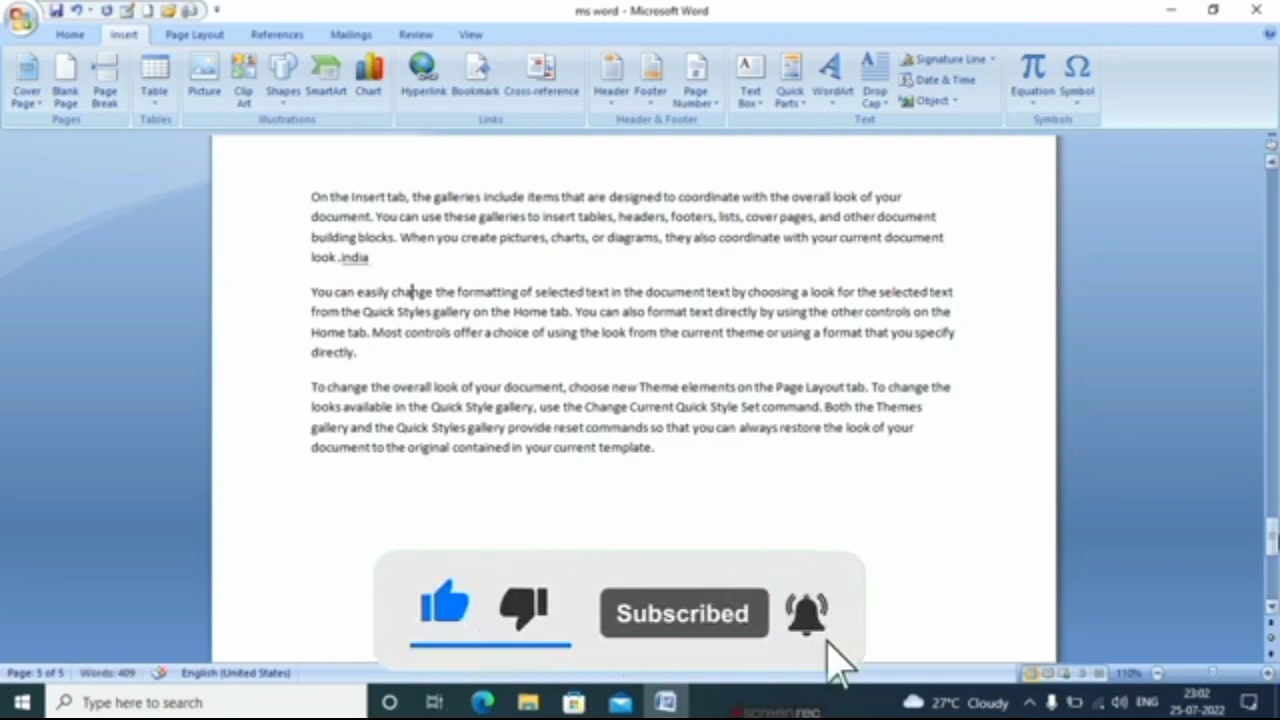 ms word - Microsoft Word
Home Insert Page Layout References Mailings Review View
Cover Page Blank Page Page Break Table Picture Clip Art Shapes SmartArt Chart Hyperlink Bookmark Cross-reference Header Footer Page Number Text Box Quick Parts WordArt Drop Cap Signature Line Date & Time Object Equation Symbol
Pages Tables Illustrations Links Header & Footer Text Symbols
On the Insert tab, the galleries include items that are designed to coordinate with the overall look of your
document. You can use these galleries to insert tables, headers, footers, lists, cover pages, and other document
building blocks. When you create pictures, charts, or diagrams, they also coordinate with your current document
look .india
You can easily change the formatting of selected text in the document text by choosing a look for the selected text
from the Quick Styles gallery on the Home tab. You can also format text directly by using the other controls on the
Home tab. Most controls offer a choice of using the look from the current theme or using a format that you specify
directly.
To change the overall look of your document, choose new Theme elements on the Page Layout tab. To change the
looks available in the Quick Style gallery, use the Change Current Quick Style Set command. Both the Themes
gallery and the Quick Styles gallery provide reset commands so that you can always restore the look of your
document to the original contained in your current template.
Subscribed
Page: 5 of 5 Words: 409 English (United States) 110%
Type here to search 27°C Cloudy ENG 23:02
25-07-2022
screenrec